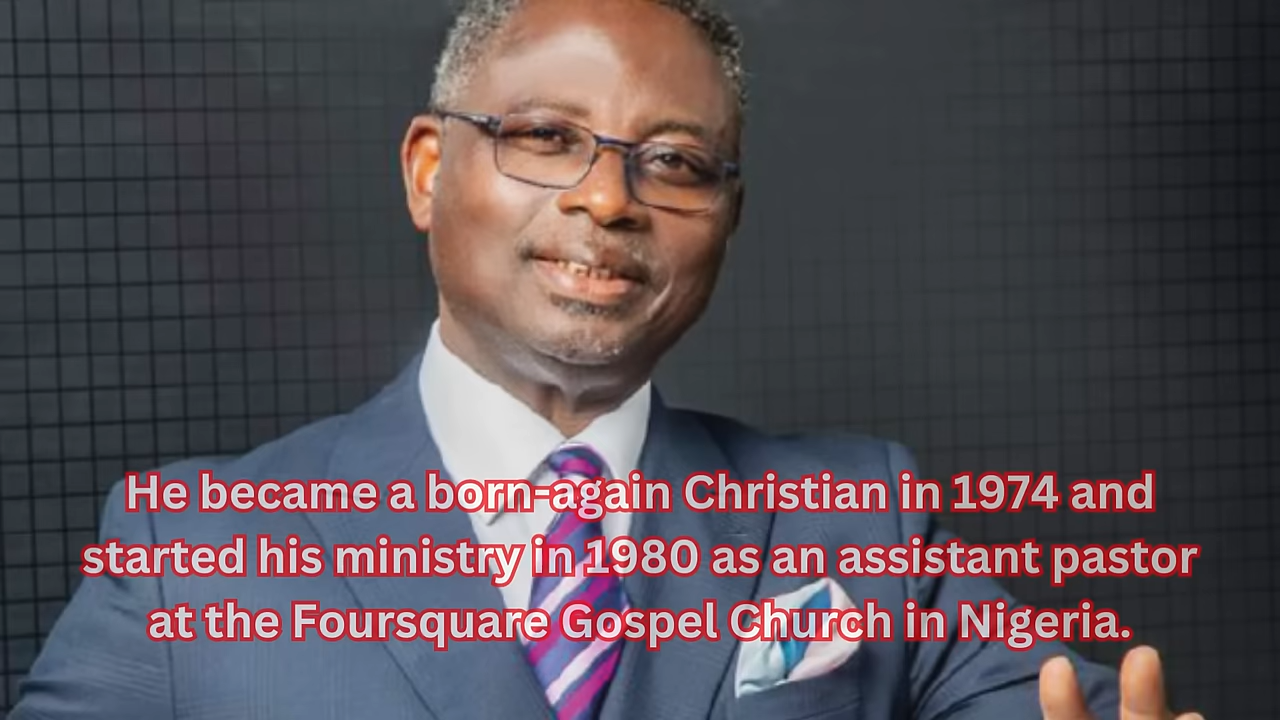 He became a born-again Christian in 1974 and
started his ministry in 1980 as an assistant pastor
at the Foursquare Gospel Church in Nigeria.